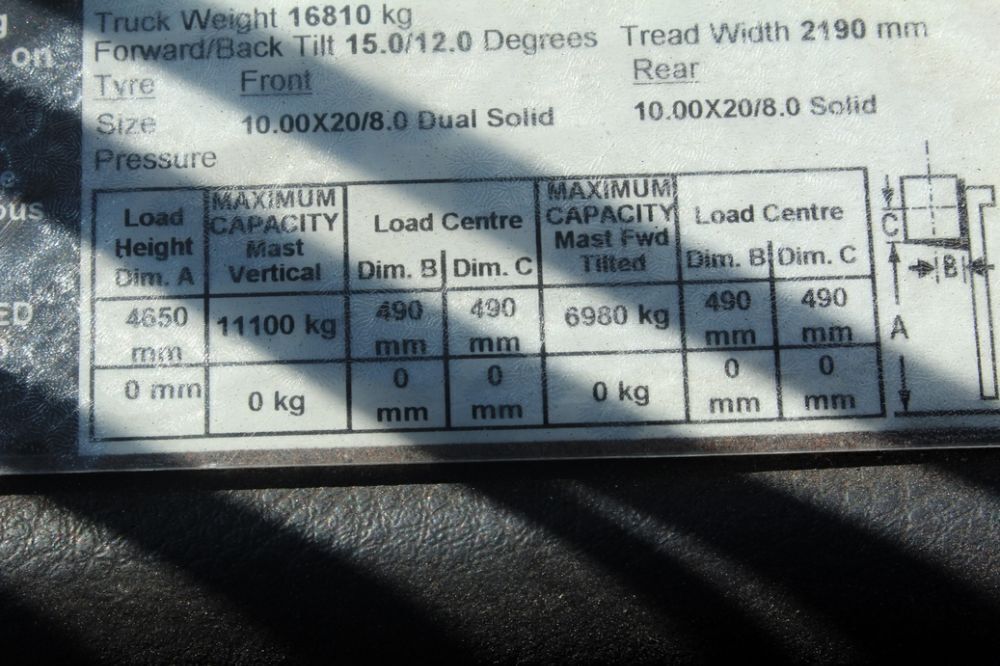 g
on
e
ous
ED
Truck Weight 16810 kg
Forward/Back Tilt 15.0/12.0 Degrees Tread Width 2190 mm
Tyre Front Rear
Size 10.00X20/8.0 Dual Solid 10.00X20/8.0 Solid
Pressure
Load Height Dim. A MAXIMUM CAPACITY Mast Vertical Load Centre Dim. B Dim. C MAXIMUM CAPACITY Mast Fwd Tilted Load Centre Dim. B Dim. C
4650 mm 11100 kg 490 mm 490 mm 6980 kg 490 mm 490 mm
0 mm 0 kg 0 mm 0 mm 0 kg 0 mm 0 mm
C
B
A